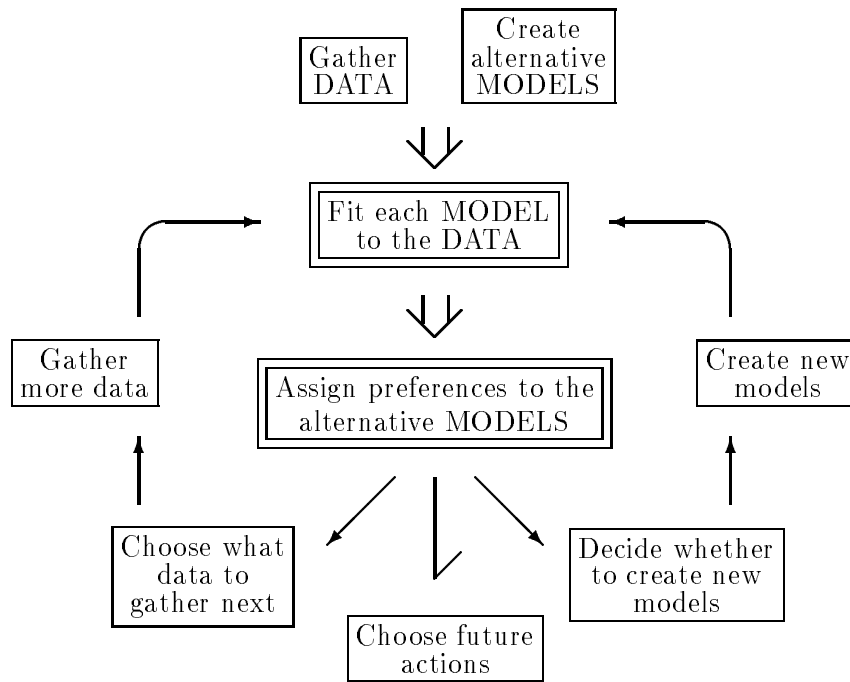 Gather
DATA
Create
alternative
MODELS
Fit each MODEL
to the DATA
Gather
more data
Assign preferences to the
alternative MODELS
Create new
models
Choose what
data to
gather next
Choose future
actions
Decide whether
to create new
models